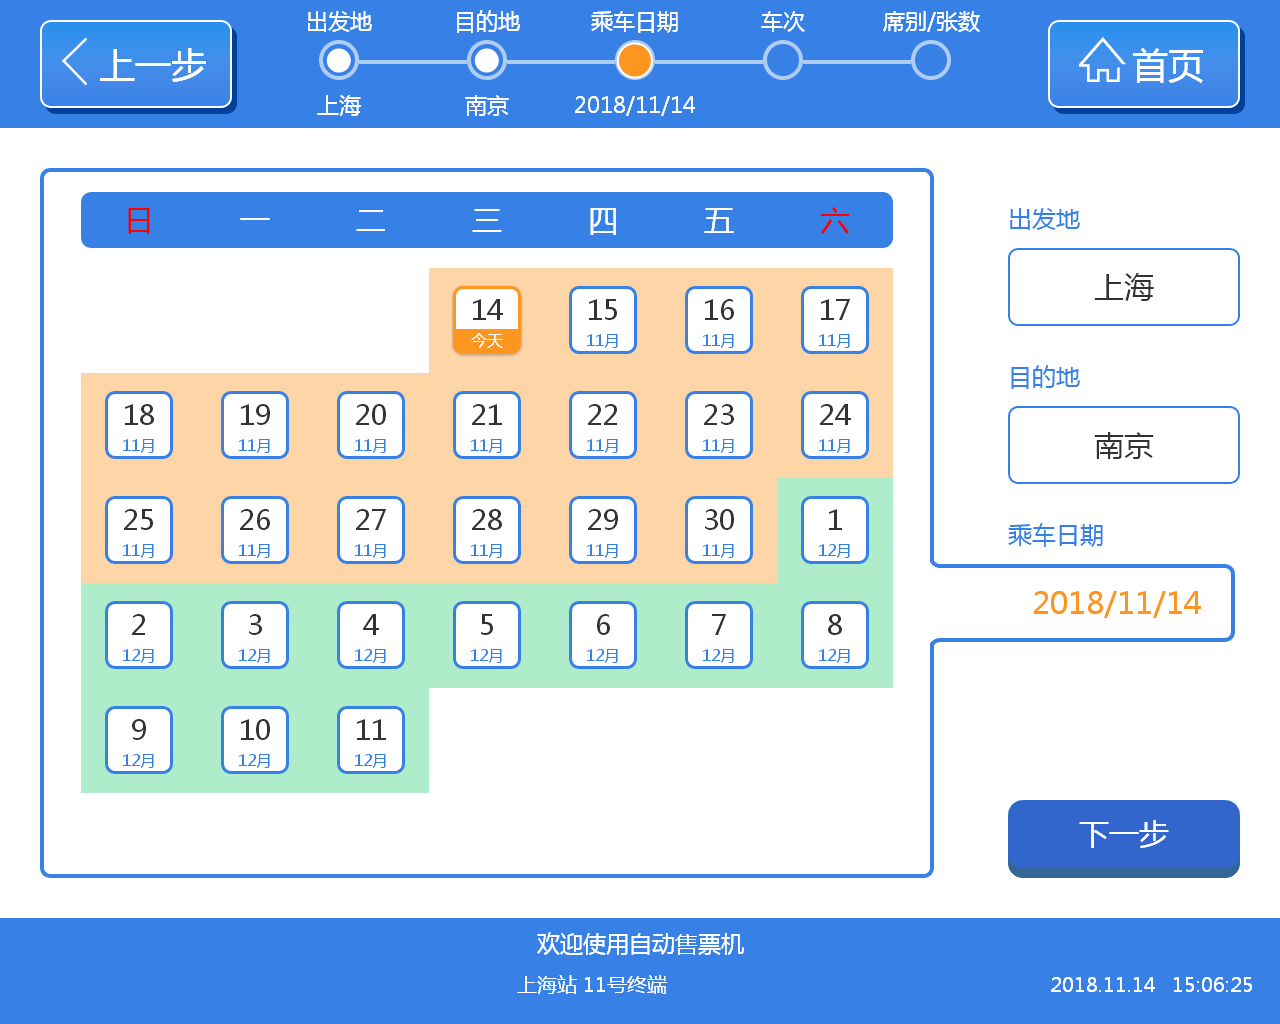 上一步
出发地 目的地 乘车日期 车次 席别/张数
上海 南京 2018/11/14
首页
日 一 二 三 四 五 六
14 15 16 17
今天 11月 11月 11月
18 19 20 21 22 23 24
11月 11月 11月 11月 11月 11月 11月
25 26 27 28 29 30 1
11月 11月 11月 11月 11月 11月 12月
2 3 4 5 6 7 8
12月 12月 12月 12月 12月 12月 12月
9 10 11
12月 12月 12月
出发地
上海
目的地
南京
乘车日期
2018/11/14
下一步
欢迎使用自动售票机
上海站 11号终端
2018.11.14 15:06:25